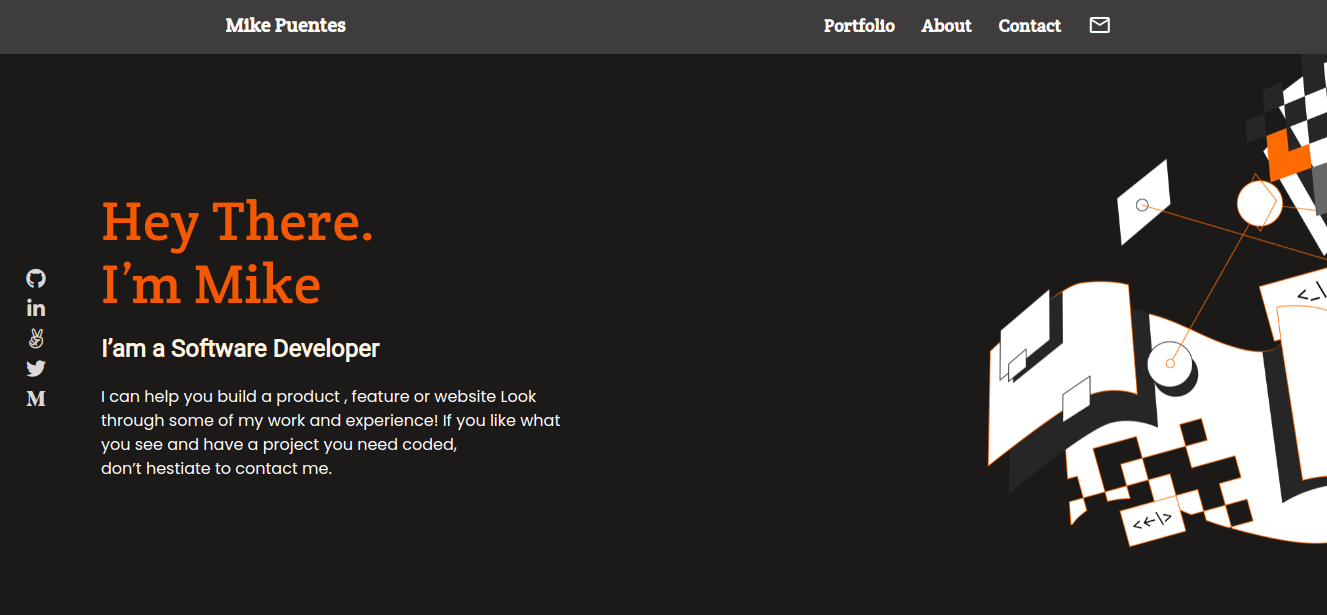 Mike Puentes
Portfolio About Contact
Hey There.
I’m Mike
I’am a Software Developer
I can help you build a product , feature or website Look
through some of my work and experience! If you like what
you see and have a project you need coded,
don’t hestiate to contact me.
<_\
<<-|>